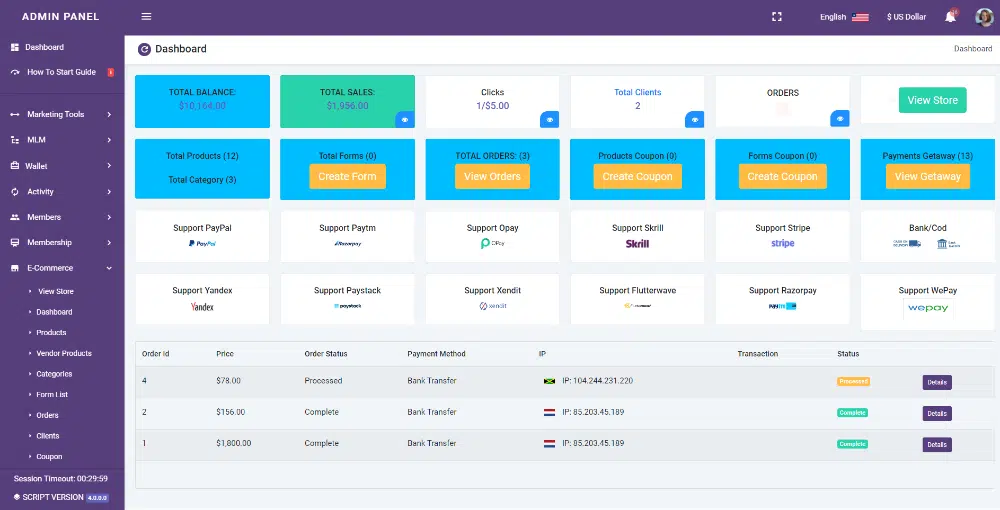 ADMIN PANEL
English
$ US Dollar
Dashboard
Dashboard
Dashboard
How To Start Guide
Marketing Tools
MLM
Wallet
Activity
Members
Membership
E-Commerce
View Store
Dashboard
Products
Vendor Products
Categories
Form List
Orders
Clients
Coupon
Session Timeout: 00:29:59
SCRIPT VERSION 4.0.0.0
TOTAL BALANCE:
$10,164.00
TOTAL SALES:
$1,956.00
Clicks
1/$5.00
Total Clients
2
ORDERS
View Store
Total Products (12)
Total Category (3)
Total Forms (0)
Create Form
TOTAL ORDERS: (3)
View Orders
Products Coupon (0)
Create Coupon
Forms Coupon (0)
Create Coupon
Payments Getaway (13)
View Getaway
Support PayPal
PayPal
Support Paytm
Razorpay
Support Opay
OPay
Support Skrill
Skrill
Support Stripe
stripe
Bank/Cod
Support Yandex
Yandex
Support Paystack
paystack
Support Xendit
xendit
Support Flutterwave
Support Razorpay
Support WePay
wepay
Order Id Price Order Status Payment Method IP Transaction Status
4 $78.00 Processed Bank Transfer IP: 104.244.231.220 Processed Details
2 $156.00 Complete Bank Transfer IP: 85.203.45.189 Complete Details
1 $1,800.00 Complete Bank Transfer IP: 85.203.45.189 Complete Details